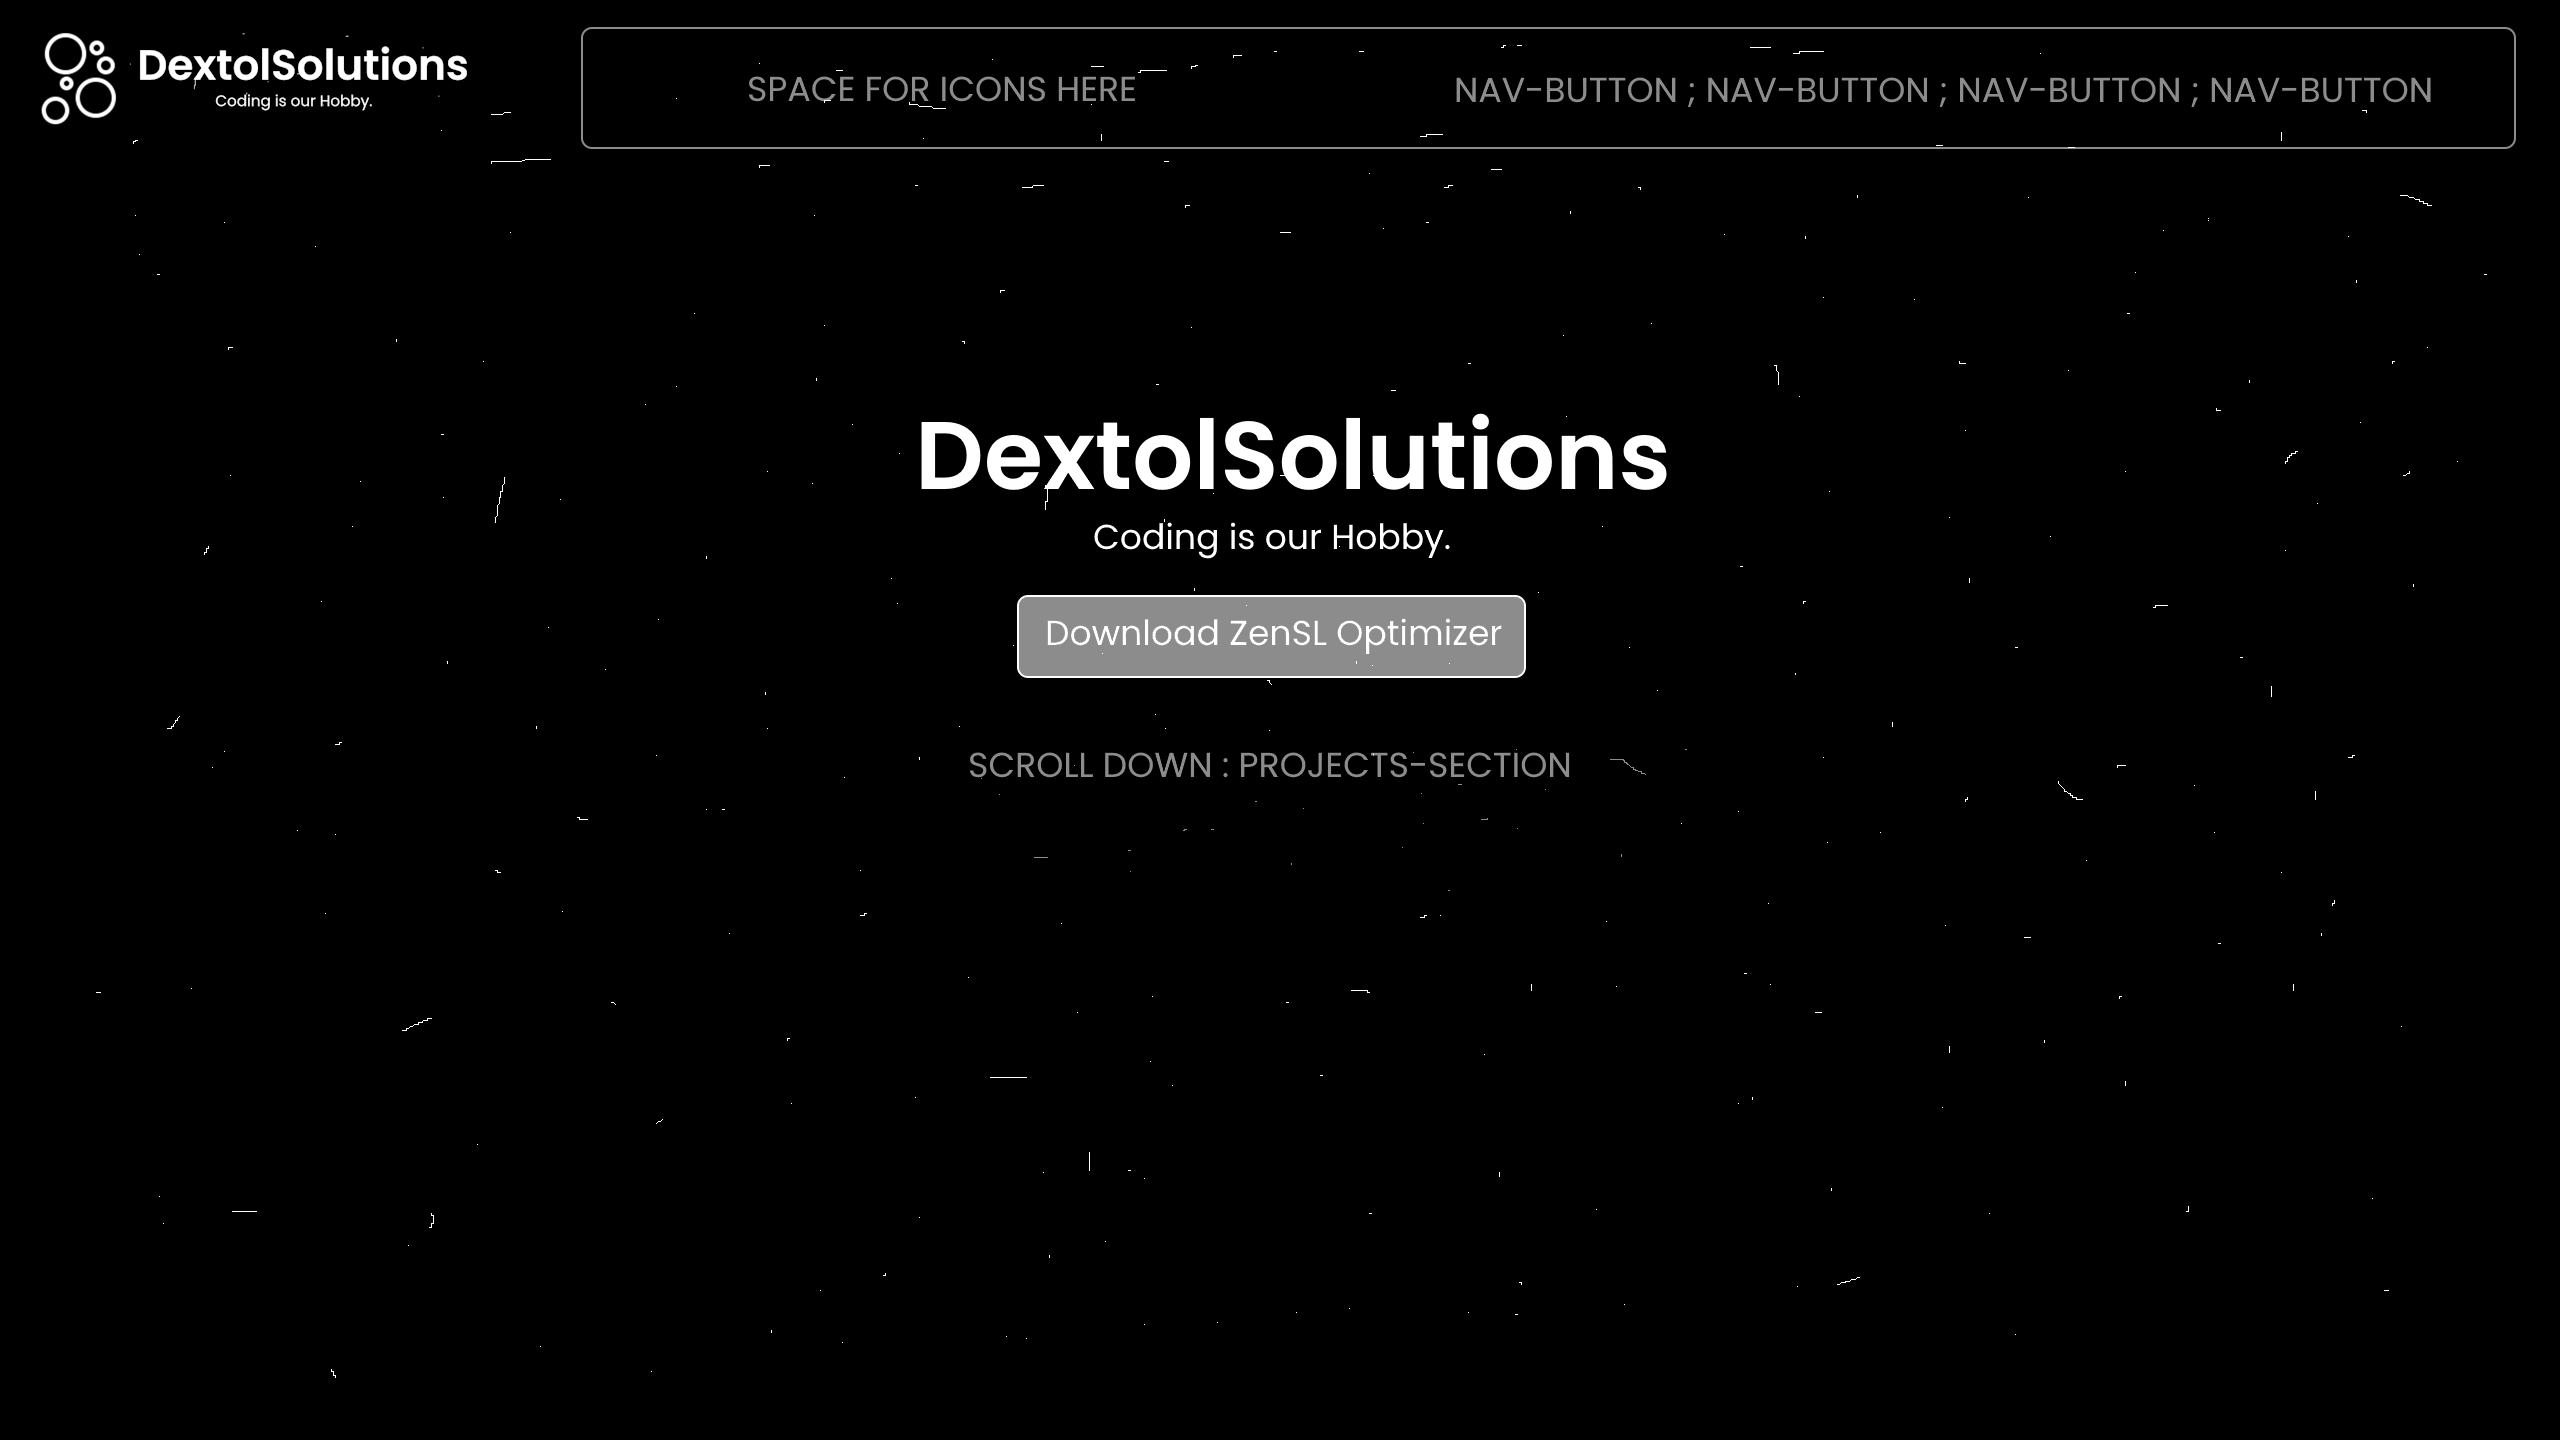 DextolSolutions
Coding is our Hobby.
SPACE FOR ICONS HERE
NAV-BUTTON ; NAV-BUTTON ; NAV-BUTTON ; NAV-BUTTON
DextolSolutions
Coding is our Hobby.
Download ZenSL Optimizer
SCROLL DOWN : PROJECTS-SECTION